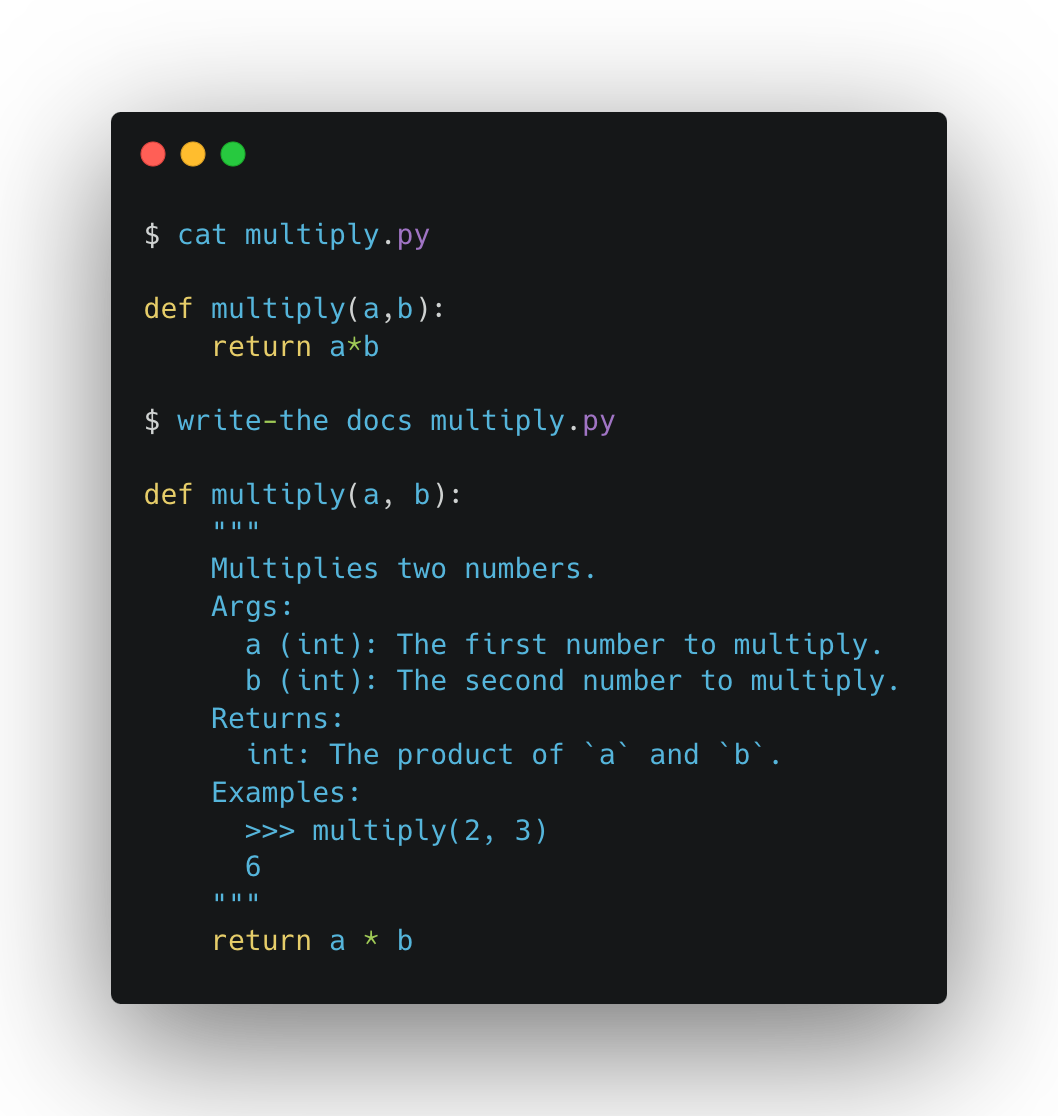 $ cat multiply.py
def multiply(a,b):
    return a*b
$ write-the docs multiply.py
def multiply(a, b):
    """
    Multiplies two numbers.
    Args:
      a (int): The first number to multiply.
      b (int): The second number to multiply.
    Returns:
      int: The product of `a` and `b`.
    Examples:
      >>> multiply(2, 3)
      6
    """
    return a * b